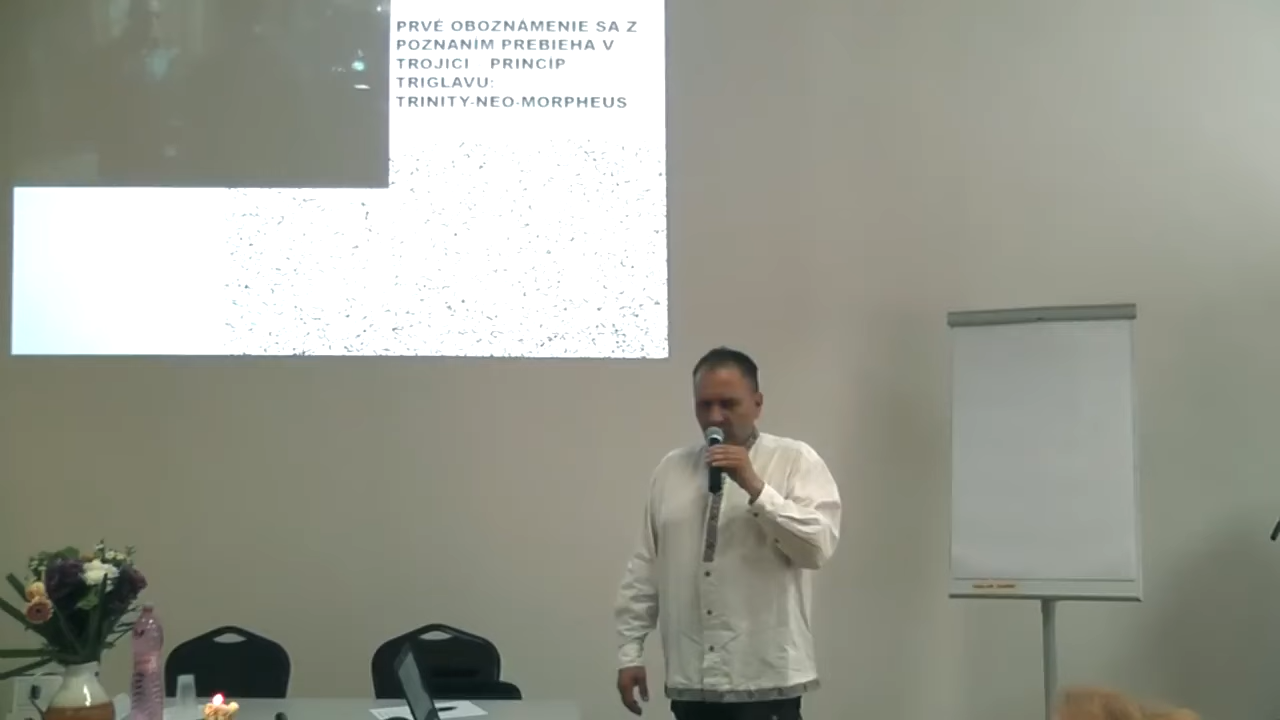 PRVÉ OBOZNÁMENIE SA Z
POZNANÍM PREBIEHA V
TROJICI PRINCÍP
TRIGLAVU:
TRINITY-NEO-MORPHEUS